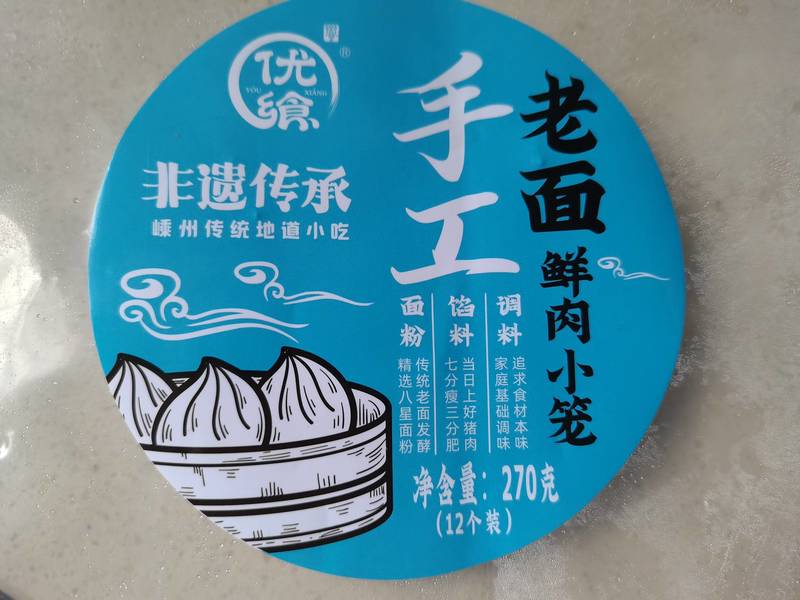 优飨
YOU XIANG
®
非遗传承
嵊州传统地道小吃
手工
老面
鲜肉小笼
调料
追求食材本味
家庭基础调味
馅料
当日上好猪肉
七分瘦三分肥
面粉
传统老面发酵
精选八星面粉
净含量：270克
（12个装）